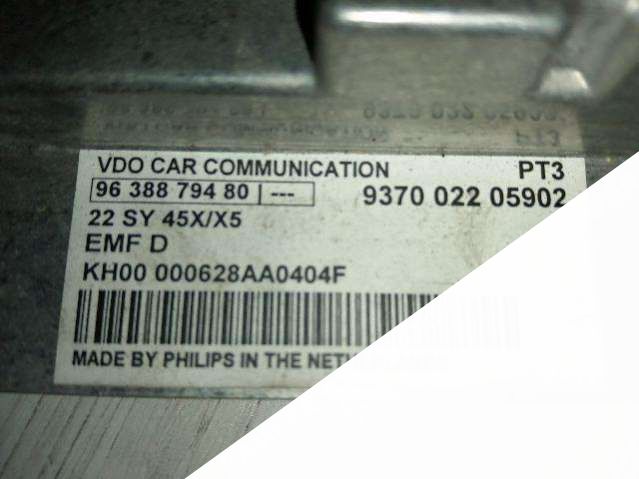 VDO CAR COMMUNICATION PT3
96 388 794 80 | --- 9370 022 05902
22 SY 45X/X5
EMF D
KH00 000628AA0404F
MADE BY PHILIPS IN THE